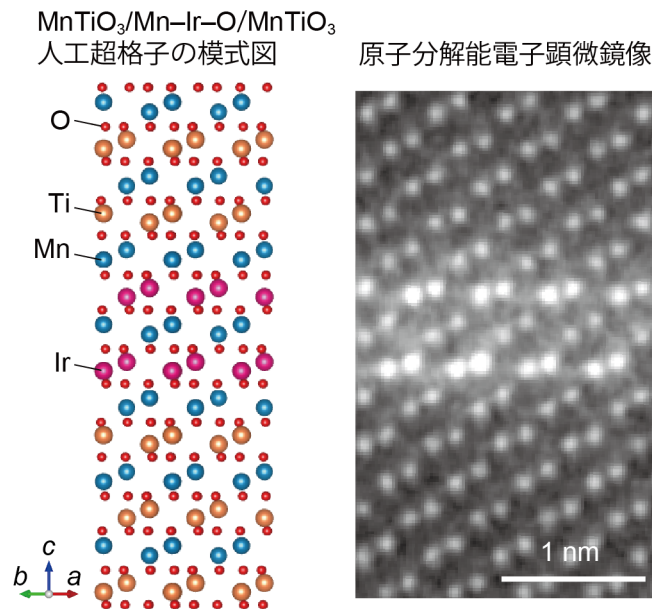 MnTiO3/Mn–Ir–O/MnTiO3
人工超格子の模式図
原子分解能電子顕微鏡像
O
Ti
Mn
Ir
c
b
a
1 nm